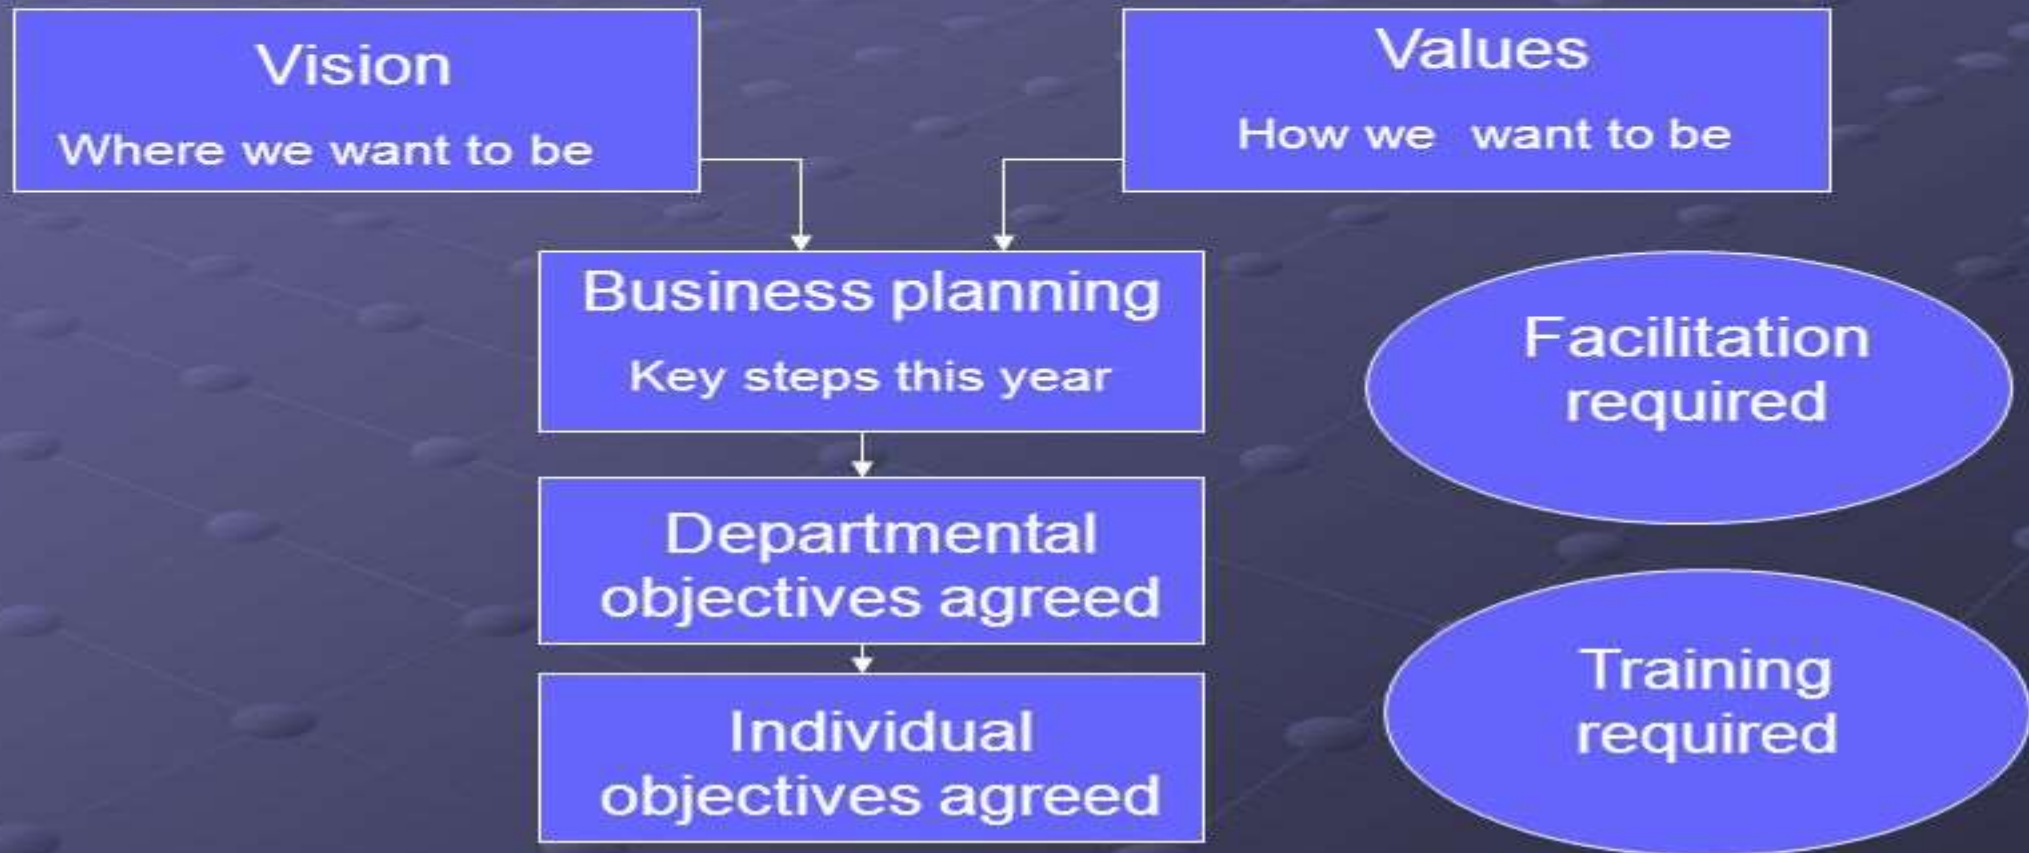 Vision
Where we want to be
Values
How we want to be
Business planning
Key steps this year
Facilitation
required
Departmental
objectives agreed
Training
required
Individual
objectives agreed